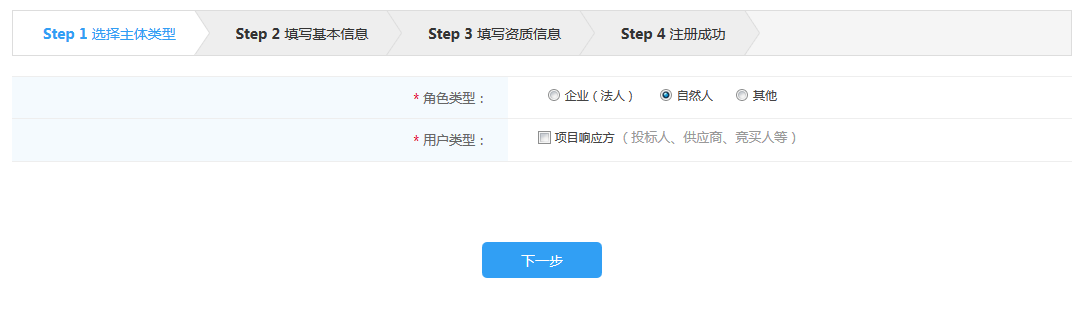 Step 1 选择主体类型 Step 2 填写基本信息 Step 3 填写资质信息 Step 4 注册成功
* 角色类型： 企业（法人） 自然人 其他
* 用户类型： 项目响应方（投标人、供应商、竟买人等）
下一步